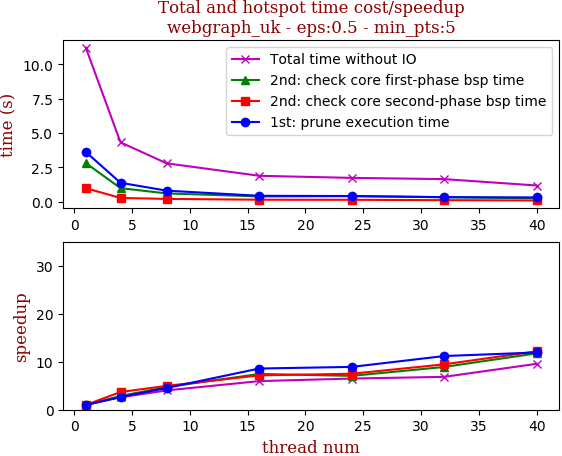 Total and hotspot time cost/speedup
webgraph_uk - eps:0.5 - min_pts:5
time (s)
10.0
7.5
5.0
2.5
0.0
Total time without IO
2nd: check core first-phase bsp time
2nd: check core second-phase bsp time
1st: prune execution time
0 5 10 15 20 25 30 35 40
speedup
30
20
10
0
0 5 10 15 20 25 30 35 40
thread num